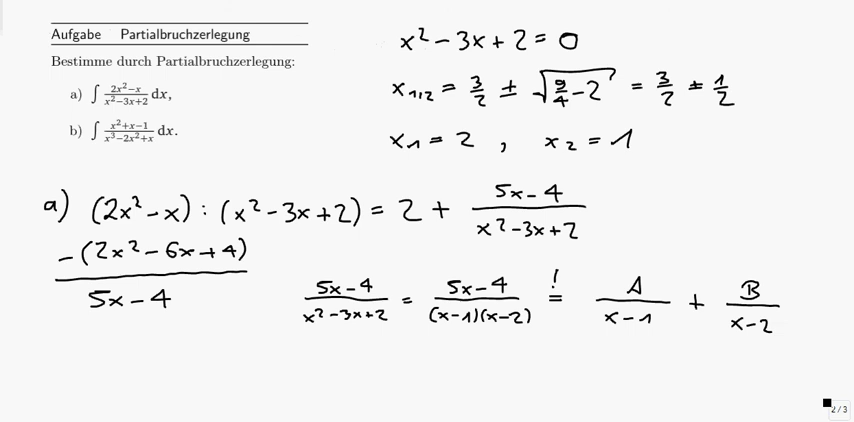 Aufgabe Partialbruchzerlegung
Bestimme durch Partialbruchzerlegung:
a) ∫ (2x²−x)/(x²−3x+2) dx,
b) ∫ (x²+x−1)/(x³−2x²+x) dx.
x² − 3x + 2 = 0
x₁,₂ = 3/2 ± √(9/4 − 2) = 3/2 ± 1/2
x₁ = 2 , x₂ = 1
a) (2x² − x) : (x² − 3x + 2) = 2 + (5x − 4)/(x² − 3x + 2)
−(2x² − 6x + 4)
5x − 4
(5x − 4)/(x² − 3x + 2) = (5x − 4)/((x−1)(x−2)) =! A/(x−1) + B/(x−2)
2/3